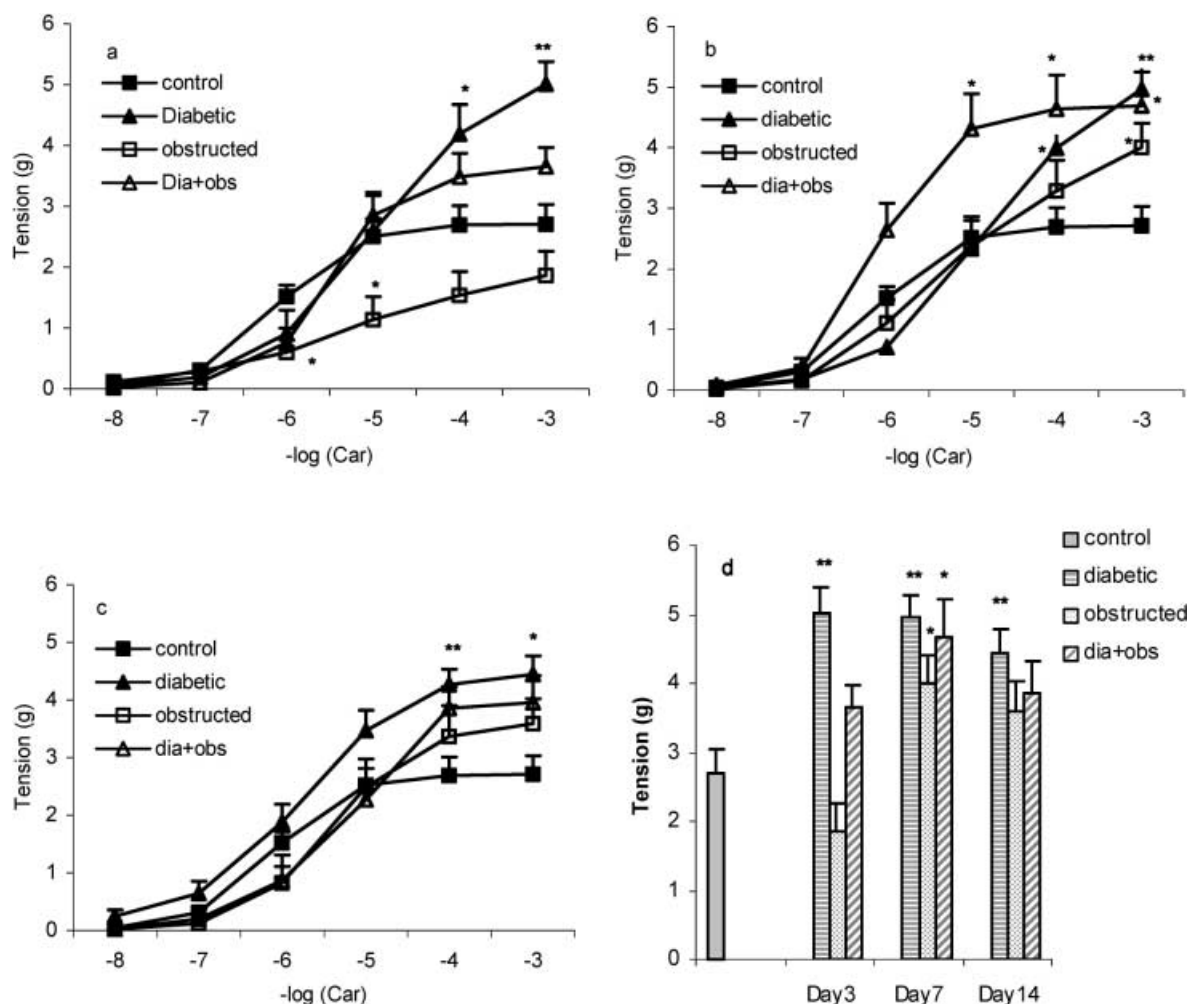 a
control
Diabetic
obstructed
Dia+obs
Tension (g)
6
5
4
3
2
1
0
-8 -7 -6 -5 -4 -3
-log (Car)
* * * **
b
control
diabetic
obstructed
dia+obs
Tension (g)
6
5
4
3
2
1
0
-8 -7 -6 -5 -4 -3
-log (Car)
* * ** * * *
c
control
diabetic
obstructed
dia+obs
Tension (g)
6
5
4
3
2
1
0
-8 -7 -6 -5 -4 -3
-log (Car)
** *
d
control
diabetic
obstructed
dia+obs
Tension (g)
6
5
4
3
2
1
0
** ** * * **
Day3 Day7 Day14